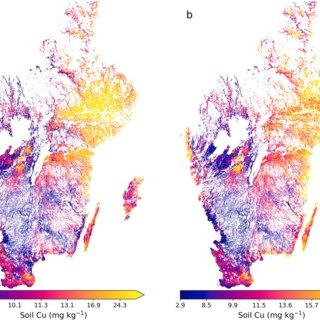 b
10.1 11.3 13.1 16.9 24.3
Soil Cu (mg kg⁻¹)
2.9 8.5 9.9 11.5 13.6 15.7
Soil Cu (mg kg⁻¹)